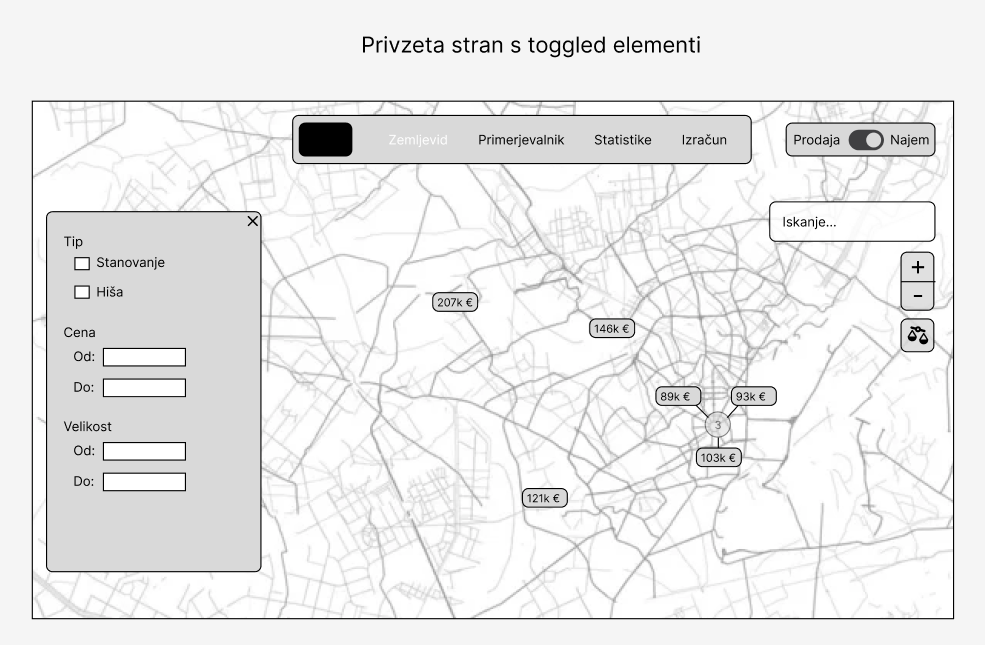 Privzeta stran s toggled elementi
Zemljevid Primerjevalnik Statistike Izračun
Prodaja Najem
Iskanje...
Tip
Stanovanje
Hiša
Cena
Od:
Do:
Velikost
Od:
Do:
207k €
146k €
89k €
93k €
3
103k €
121k €
+
-